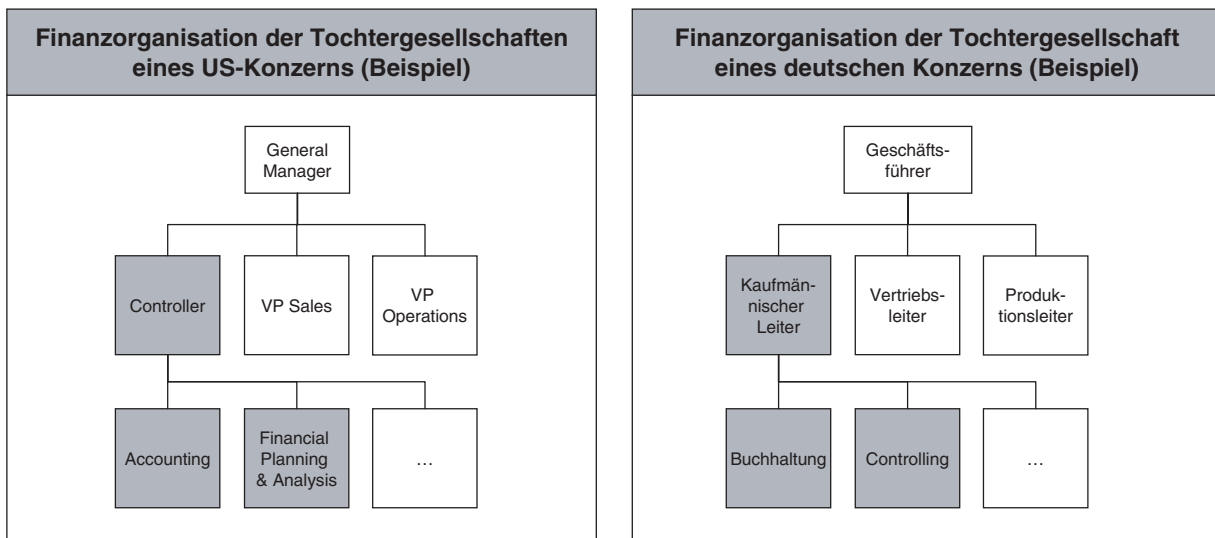 Finanzorganisation der Tochtergesellschaften
eines US-Konzerns (Beispiel)
General
Manager
Controller
VP Sales
VP
Operations
Accounting
Financial
Planning
& Analysis
…
Finanzorganisation der Tochtergesellschaft
eines deutschen Konzerns (Beispiel)
Geschäfts-
führer
Kaufmän-
nischer
Leiter
Vertriebs-
leiter
Produk-
tionsleiter
Buchhaltung
Controlling
…